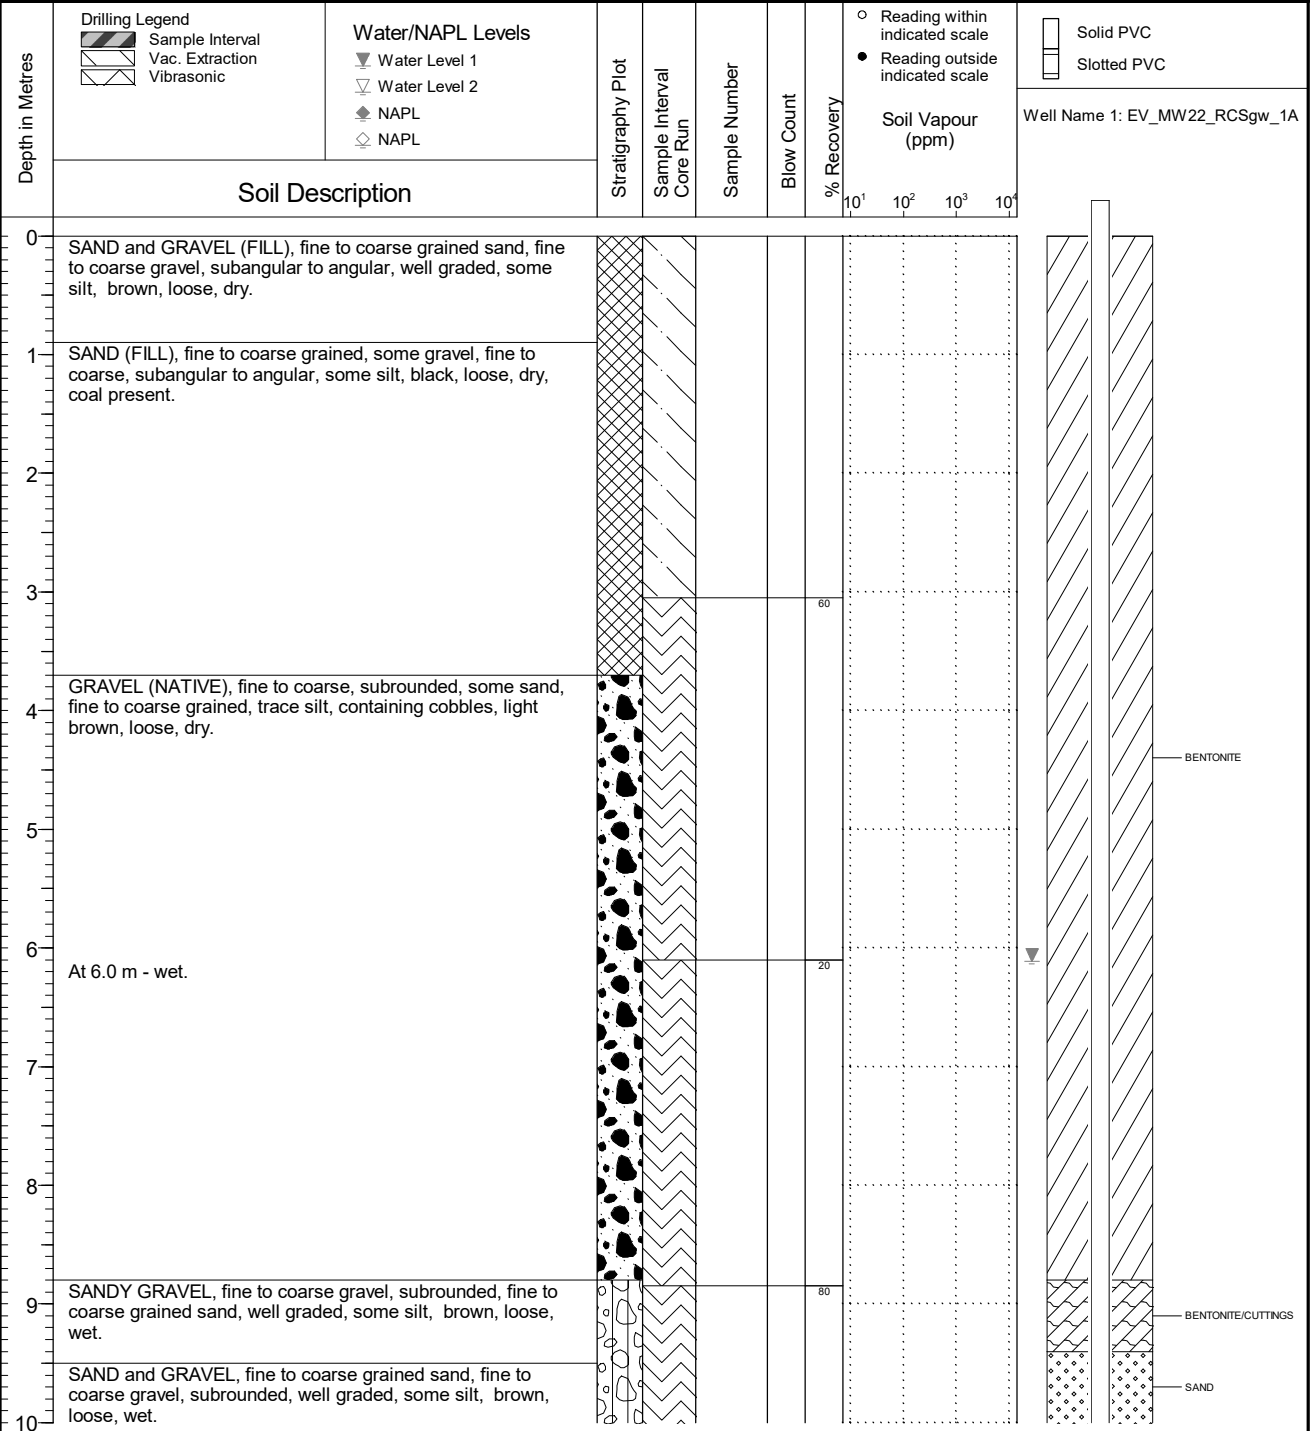 Depth in Metres
Drilling Legend
Sample Interval
Vac. Extraction
Vibrasonic
Water/NAPL Levels
Water Level 1
Water Level 2
NAPL
NAPL
Soil Description
Stratigraphy Plot
Sample Interval
Core Run
Sample Number
Blow Count
% Recovery
Reading within
indicated scale
Reading outside
indicated scale
Soil Vapour
(ppm)
10¹ 10² 10³ 10⁴
Solid PVC
Slotted PVC
Well Name 1: EV_MW22_RCSgw_1A
0
SAND and GRAVEL (FILL), fine to coarse grained sand, fine
to coarse gravel, subangular to angular, well graded, some
silt, brown, loose, dry.
1
SAND (FILL), fine to coarse grained, some gravel, fine to
coarse, subangular to angular, some silt, black, loose, dry,
coal present.
2
3
60
GRAVEL (NATIVE), fine to coarse, subrounded, some sand,
fine to coarse grained, trace silt, containing cobbles, light
brown, loose, dry.
4
BENTONITE
5
6
At 6.0 m - wet.
20
7
8
SANDY GRAVEL, fine to coarse gravel, subrounded, fine to
coarse grained sand, well graded, some silt, brown, loose,
wet.
80
9
BENTONITE/CUTTINGS
SAND and GRAVEL, fine to coarse grained sand, fine to
coarse gravel, subrounded, well graded, some silt, brown,
loose, wet.
SAND
10